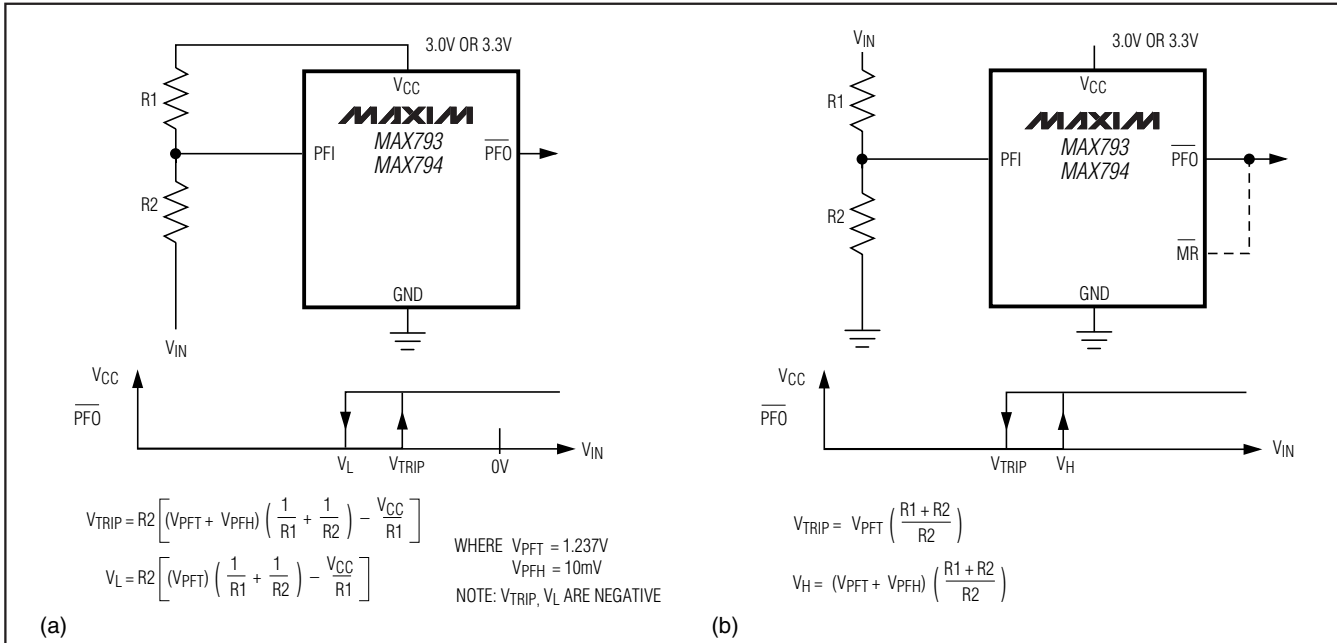 3.0V OR 3.3V
VCC
R1
MAXIM
MAX793
MAX794
PFI
PFO
R2
GND
VIN
VCC
PFO
VL
VTRIP
0V
VIN
VTRIP = R2 [(VPFT + VPFH) (1/R1 + 1/R2) – VCC/R1]
VL = R2 [(VPFT) (1/R1 + 1/R2) – VCC/R1]
WHERE VPFT = 1.237V
VPFH = 10mV
NOTE: VTRIP, VL ARE NEGATIVE
(a)
VIN
3.0V OR 3.3V
VCC
R1
MAXIM
MAX793
MAX794
PFI
PFO
R2
MR
GND
VCC
PFO
VTRIP
VH
VIN
VTRIP = VPFT (R1 + R2/R2)
VH = (VPFT + VPFH) (R1 + R2/R2)
(b)